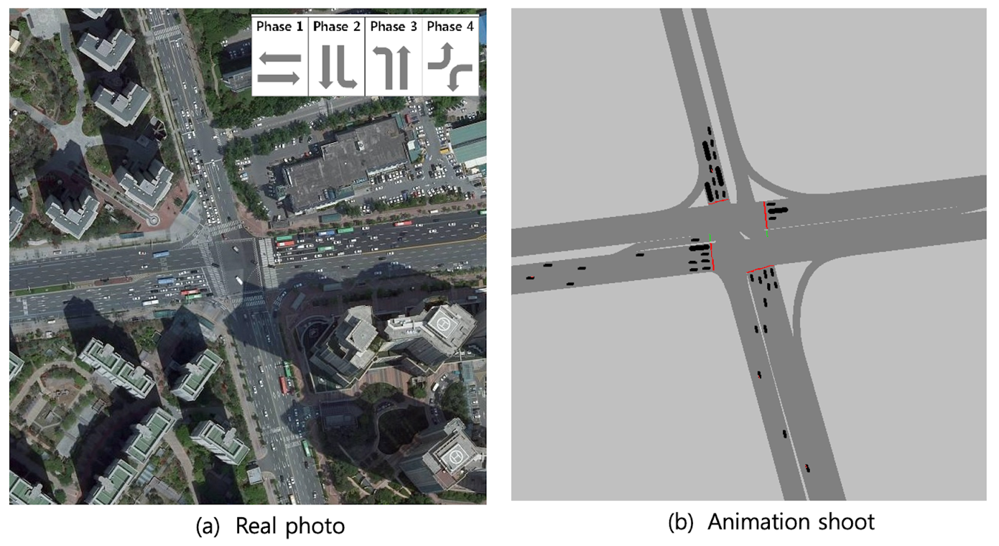 Phase 1 Phase 2 Phase 3 Phase 4
H
H
(a) Real photo
(b) Animation shoot